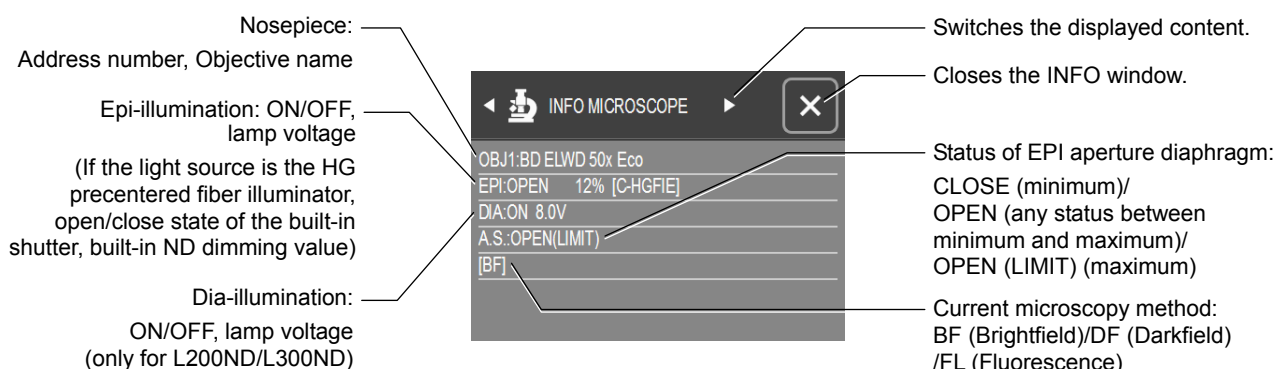 Nosepiece:
Address number, Objective name
Epi-illumination: ON/OFF,
lamp voltage
(If the light source is the HG
precentered fiber illuminator,
open/close state of the built-in
shutter, built-in ND dimming value)
Dia-illumination:
ON/OFF, lamp voltage
(only for L200ND/L300ND)
INFO MICROSCOPE
OBJ1:BD ELWD 50x Eco
EPI:OPEN 12% [C-HGFIE]
DIA:ON 8.0V
A.S.:OPEN(LIMIT)
[BF]
Switches the displayed content.
Closes the INFO window.
Status of EPI aperture diaphragm:
CLOSE (minimum)/
OPEN (any status between
minimum and maximum)/
OPEN (LIMIT) (maximum)
Current microscopy method:
BF (Brightfield)/DF (Darkfield)
/FL (Fluorescence)